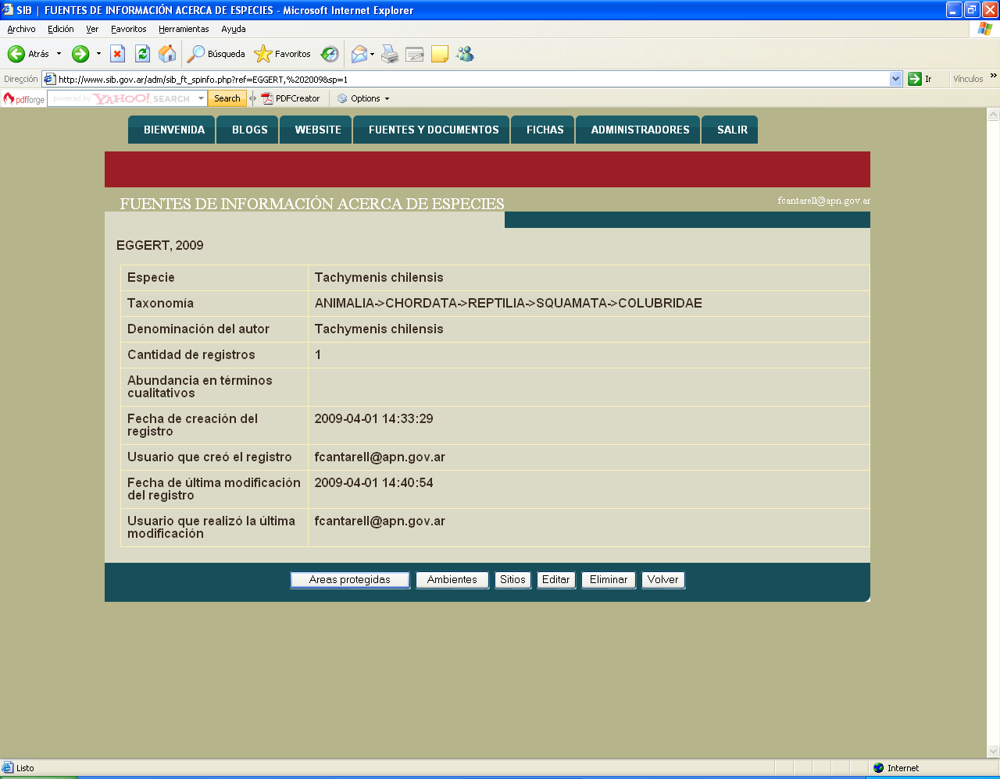 SIB | FUENTES DE INFORMACIÓN ACERCA DE ESPECIES - Microsoft Internet Explorer
Archivo Edición Ver Favoritos Herramientas Ayuda
Atrás Búsqueda Favoritos
Dirección http://www.sib.gov.ar/adm/sib_ft_spinfo.php?ref=EGGERT,%202009&sp=1 Ir Vínculos »
pdfforge powered by YAHOO! SEARCH Search PDFCreator Options
BIENVENIDA BLOGS WEBSITE FUENTES Y DOCUMENTOS FICHAS ADMINISTRADORES SALIR
FUENTES DE INFORMACIÓN ACERCA DE ESPECIES fcantarell@apn.gov.ar
EGGERT, 2009
Especie Tachymenis chilensis
Taxonomía ANIMALIA->CHORDATA->REPTILIA->SQUAMATA->COLUBRIDAE
Denominación del autor Tachymenis chilensis
Cantidad de registros 1
Abundancia en términos
cualitativos
Fecha de creación del 2009-04-01 14:33:29
registro
Usuario que creó el registro fcantarell@apn.gov.ar
Fecha de última modificación 2009-04-01 14:40:54
del registro
Usuario que realizó la última fcantarell@apn.gov.ar
modificación
Areas protegidas Ambientes Sitios Editar Eliminar Volver
Listo Internet